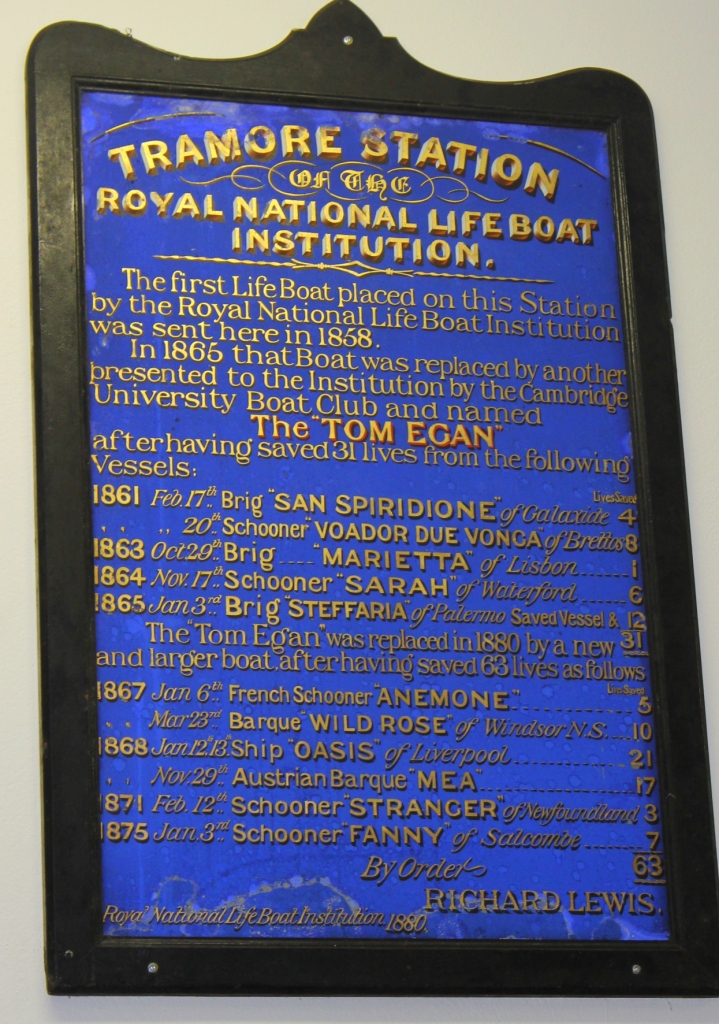 TRAMORE STATION
OF THE
ROYAL NATIONAL LIFE BOAT
INSTITUTION.
The first Life Boat placed on this Station
by the Royal National Life Boat Institution
was sent here in 1858.
In 1865 that Boat was replaced by another
presented to the Institution by the Cambridge
University Boat Club and named
The "TOM EGAN"
after having saved 31 lives from the following
Vessels:
Lives Saved
1861 Feb. 17th Brig "SAN SPIRIDIONE" of Galaxide 4
" " " 20th Schooner "VOADOR DUE VONGA" of Brettos 8
1863 Oct 29th Brig .... "MARIETTA" of Lisbon ...... 1
1864 Nov. 17th Schooner "SARAH" of Waterford ...... 6
1865 Jan 3rd Brig "STEFFARIA" of Palermo Saved Vessel & 12
31
The "Tom Egan" was replaced in 1880 by a new
and larger boat, after having saved 63 lives as follows
Lives Saved
1867 Jan 6th French Schooner "ANEMONE" ...... 5
" " Mar 23rd Barque "WILD ROSE" of Windsor N.S. ... 10
1868 Jan. 12. 13. Ship "OASIS" of Liverpool ...... 21
" " Nov 29th Austrian Barque "MEA" ...... 17
1871 Feb. 12th Schooner "STRANGER" of Newfoundland 3
1875 Jan. 3rd Schooner "FANNY" of Salcombe ...... 7
63
By Order
RICHARD LEWIS.
Royal National Life Boat Institution 1880.